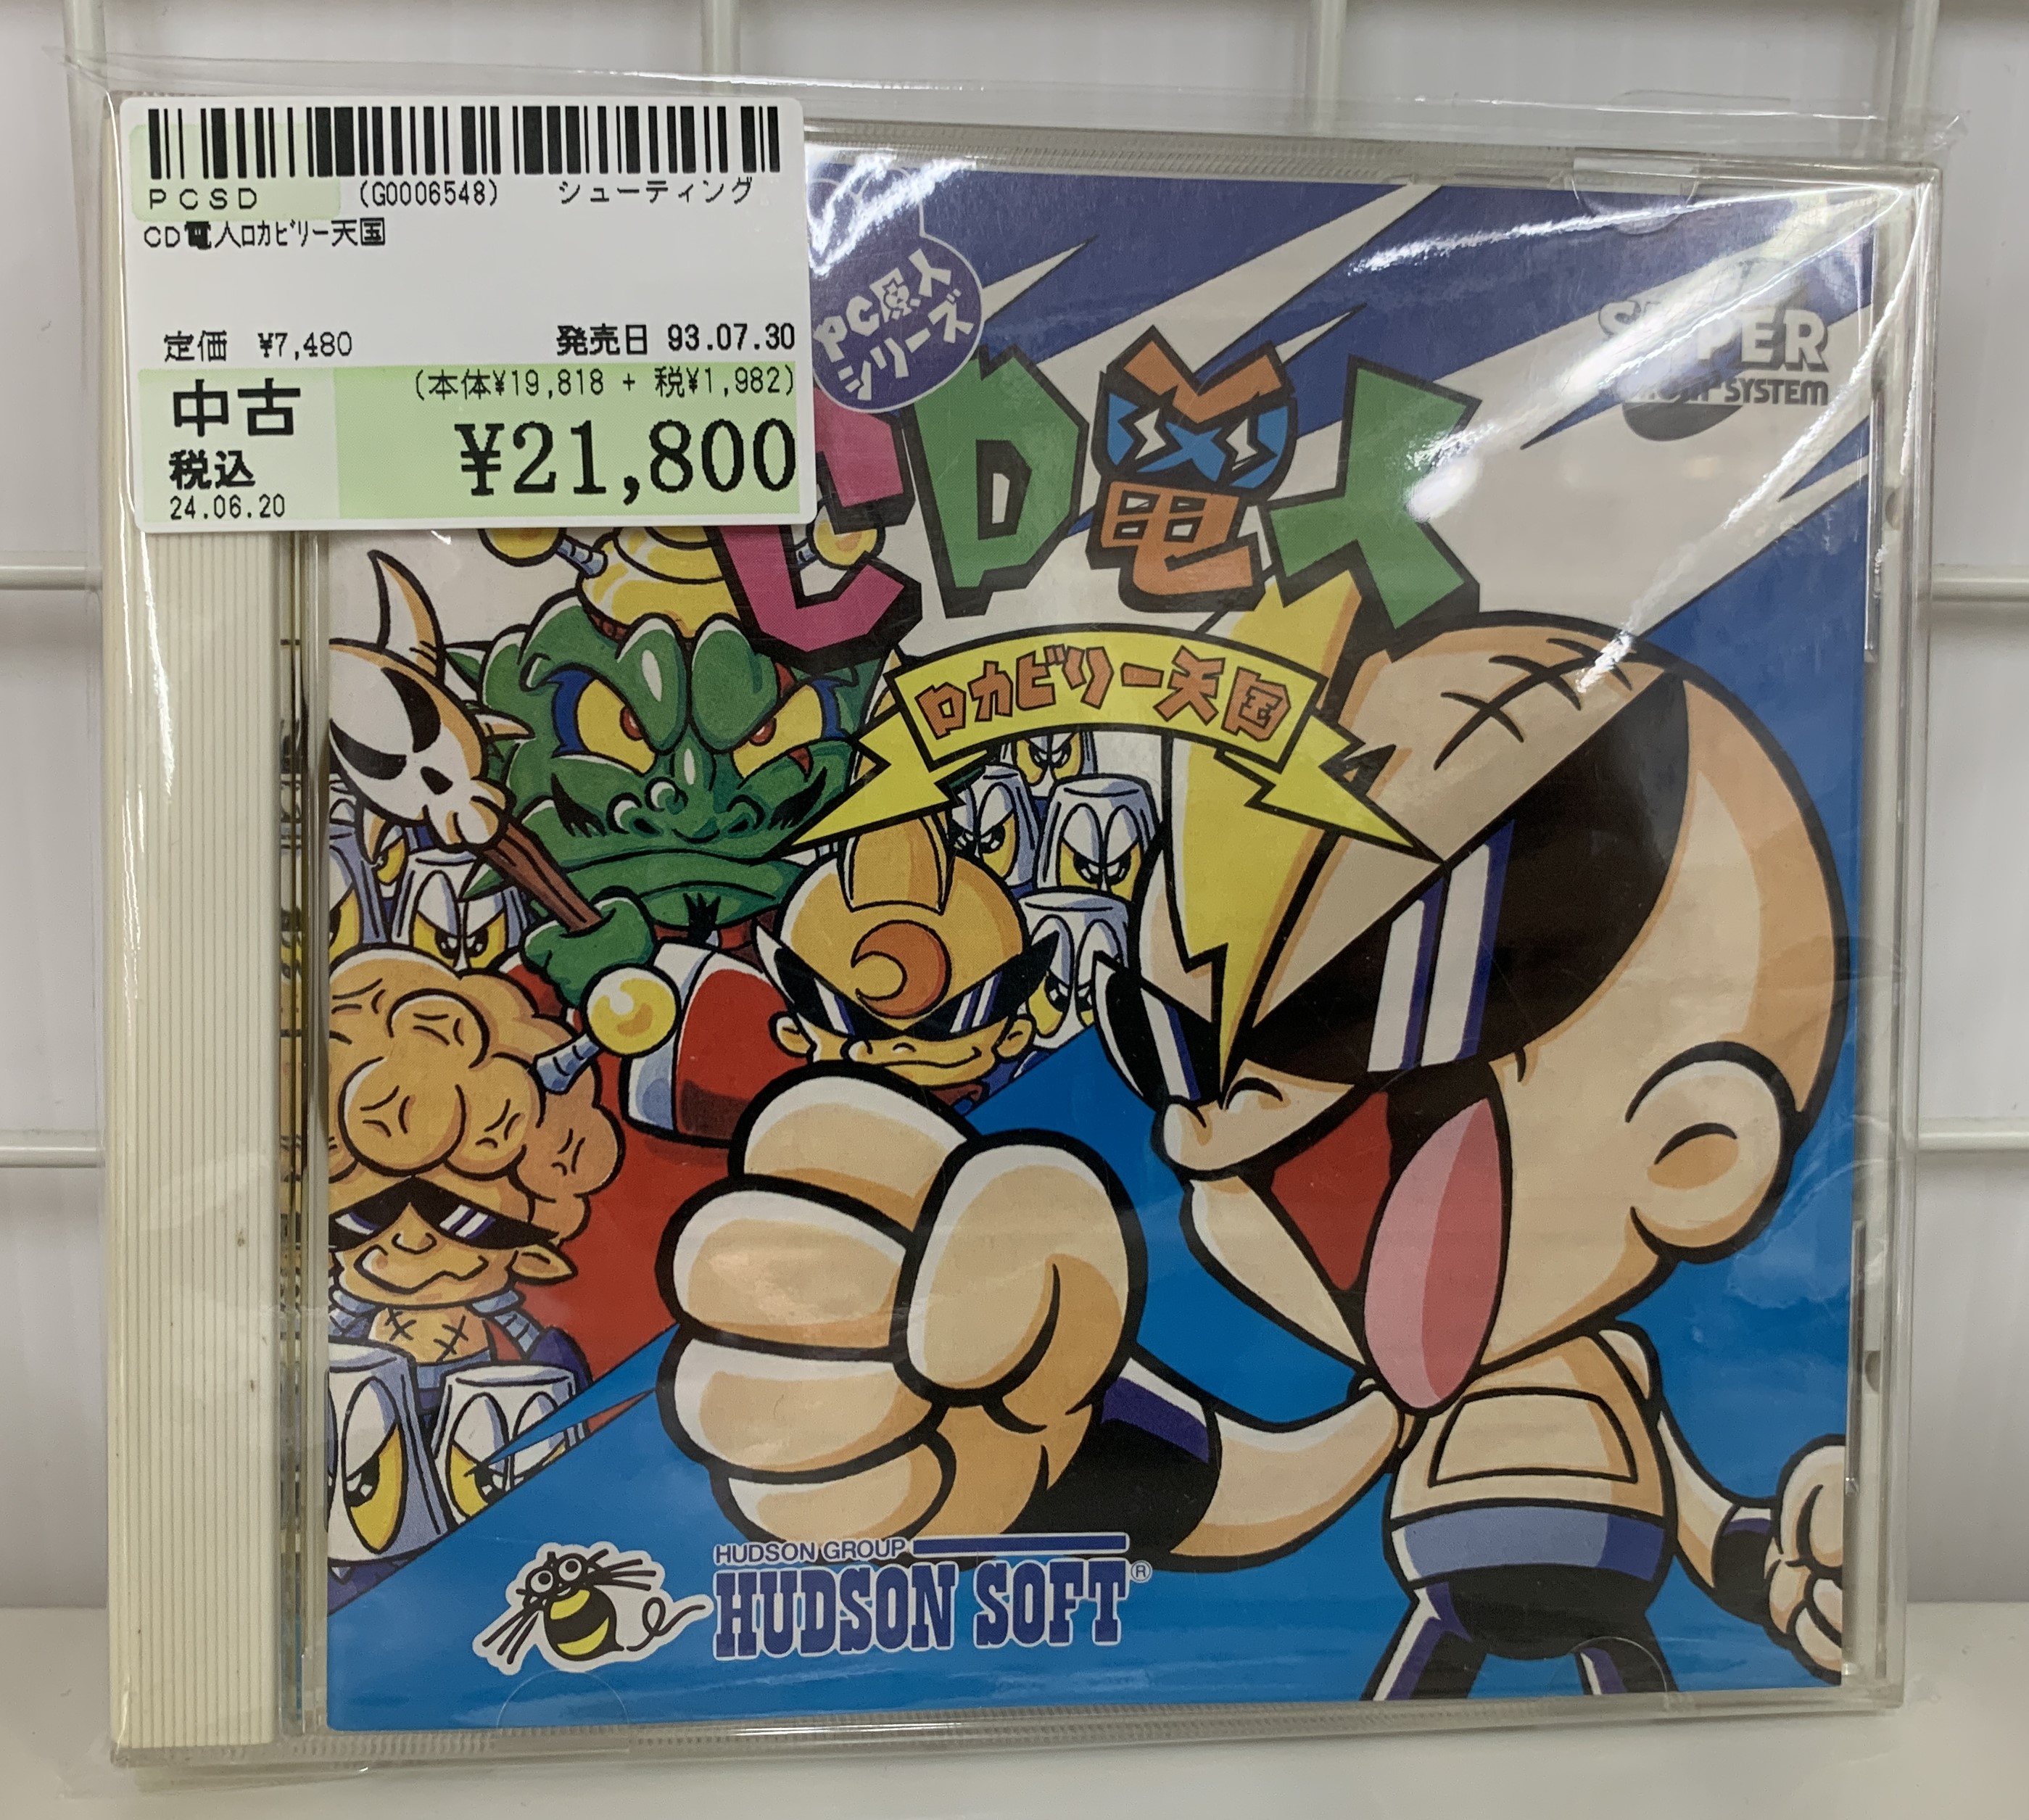 PCSD (G0006548) シューティング
CD電人ロカビリー天国
定価 ¥7,480 発売日 93.07.30
中古 (本体¥19,818 + 税¥1,982)
税込 ¥21,800
24.06.20
PC原人
シリーズ
SUPER
SYSTEM
CD電人
ロカビリー天国
HUDSON GROUP
HUDSON SOFT®